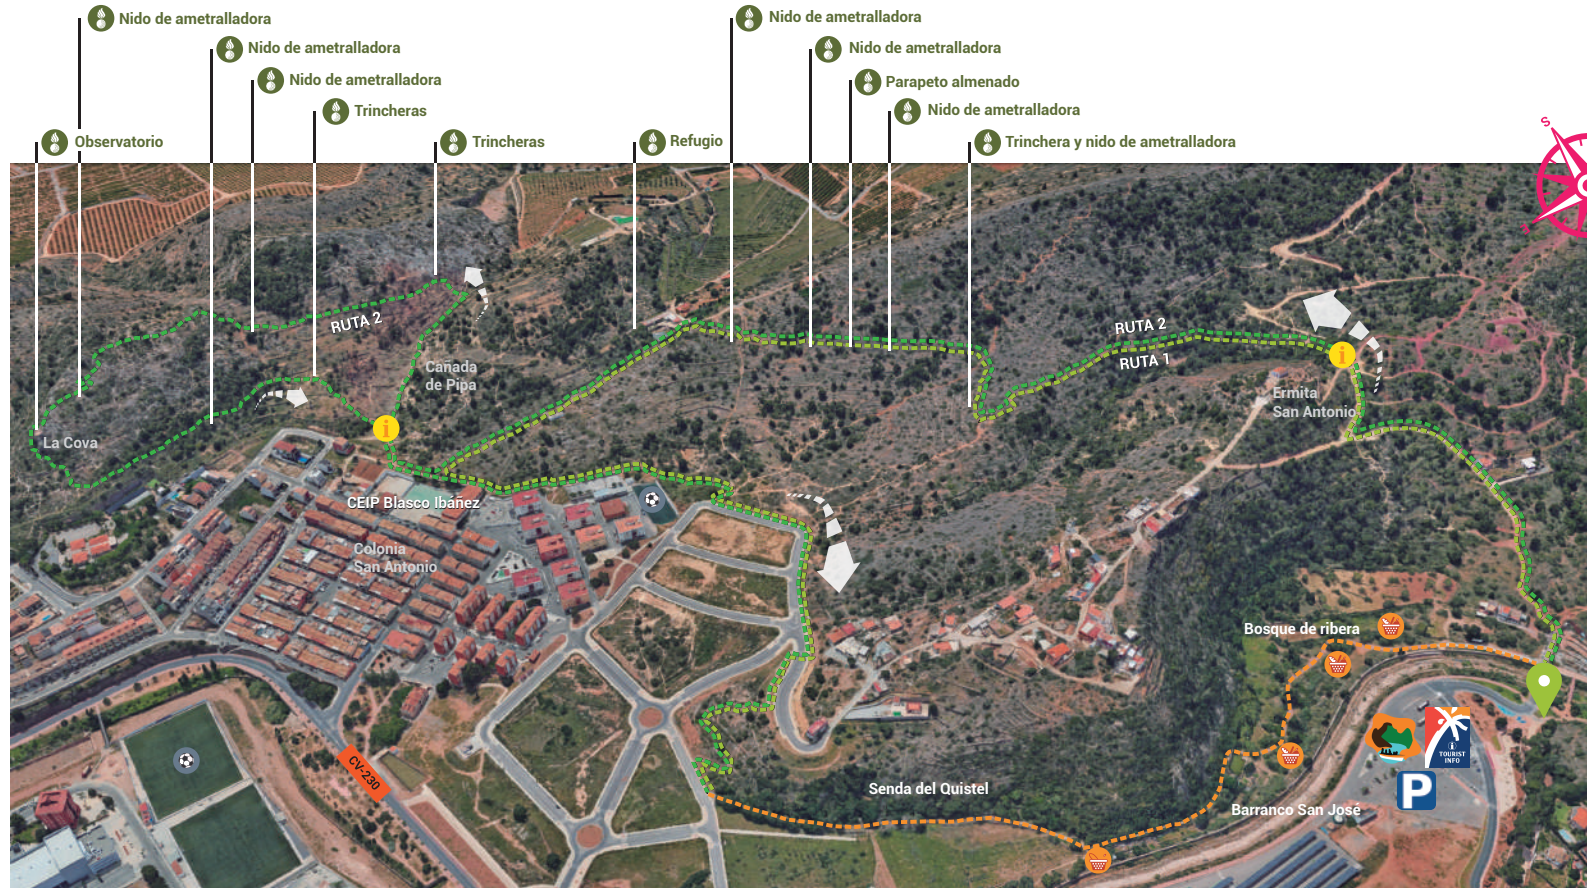 Nido de ametralladora
Nido de ametralladora
Nido de ametralladora
Nido de ametralladora
Nido de ametralladora
Parapeto almenado
Trincheras
Nido de ametralladora
Observatorio
Trincheras
Refugio
Trinchera y nido de ametralladora
S
RUTA 2
RUTA 2
RUTA 1
Cañada
de Pipa
Ermita
San Antonio
i
i
La Cova
CEIP Blasco Ibáñez
Colonia
San Antonio
Bosque de ribera
CV-230
Senda del Quistel
Barranco San José
i
TOURIST
INFO
P